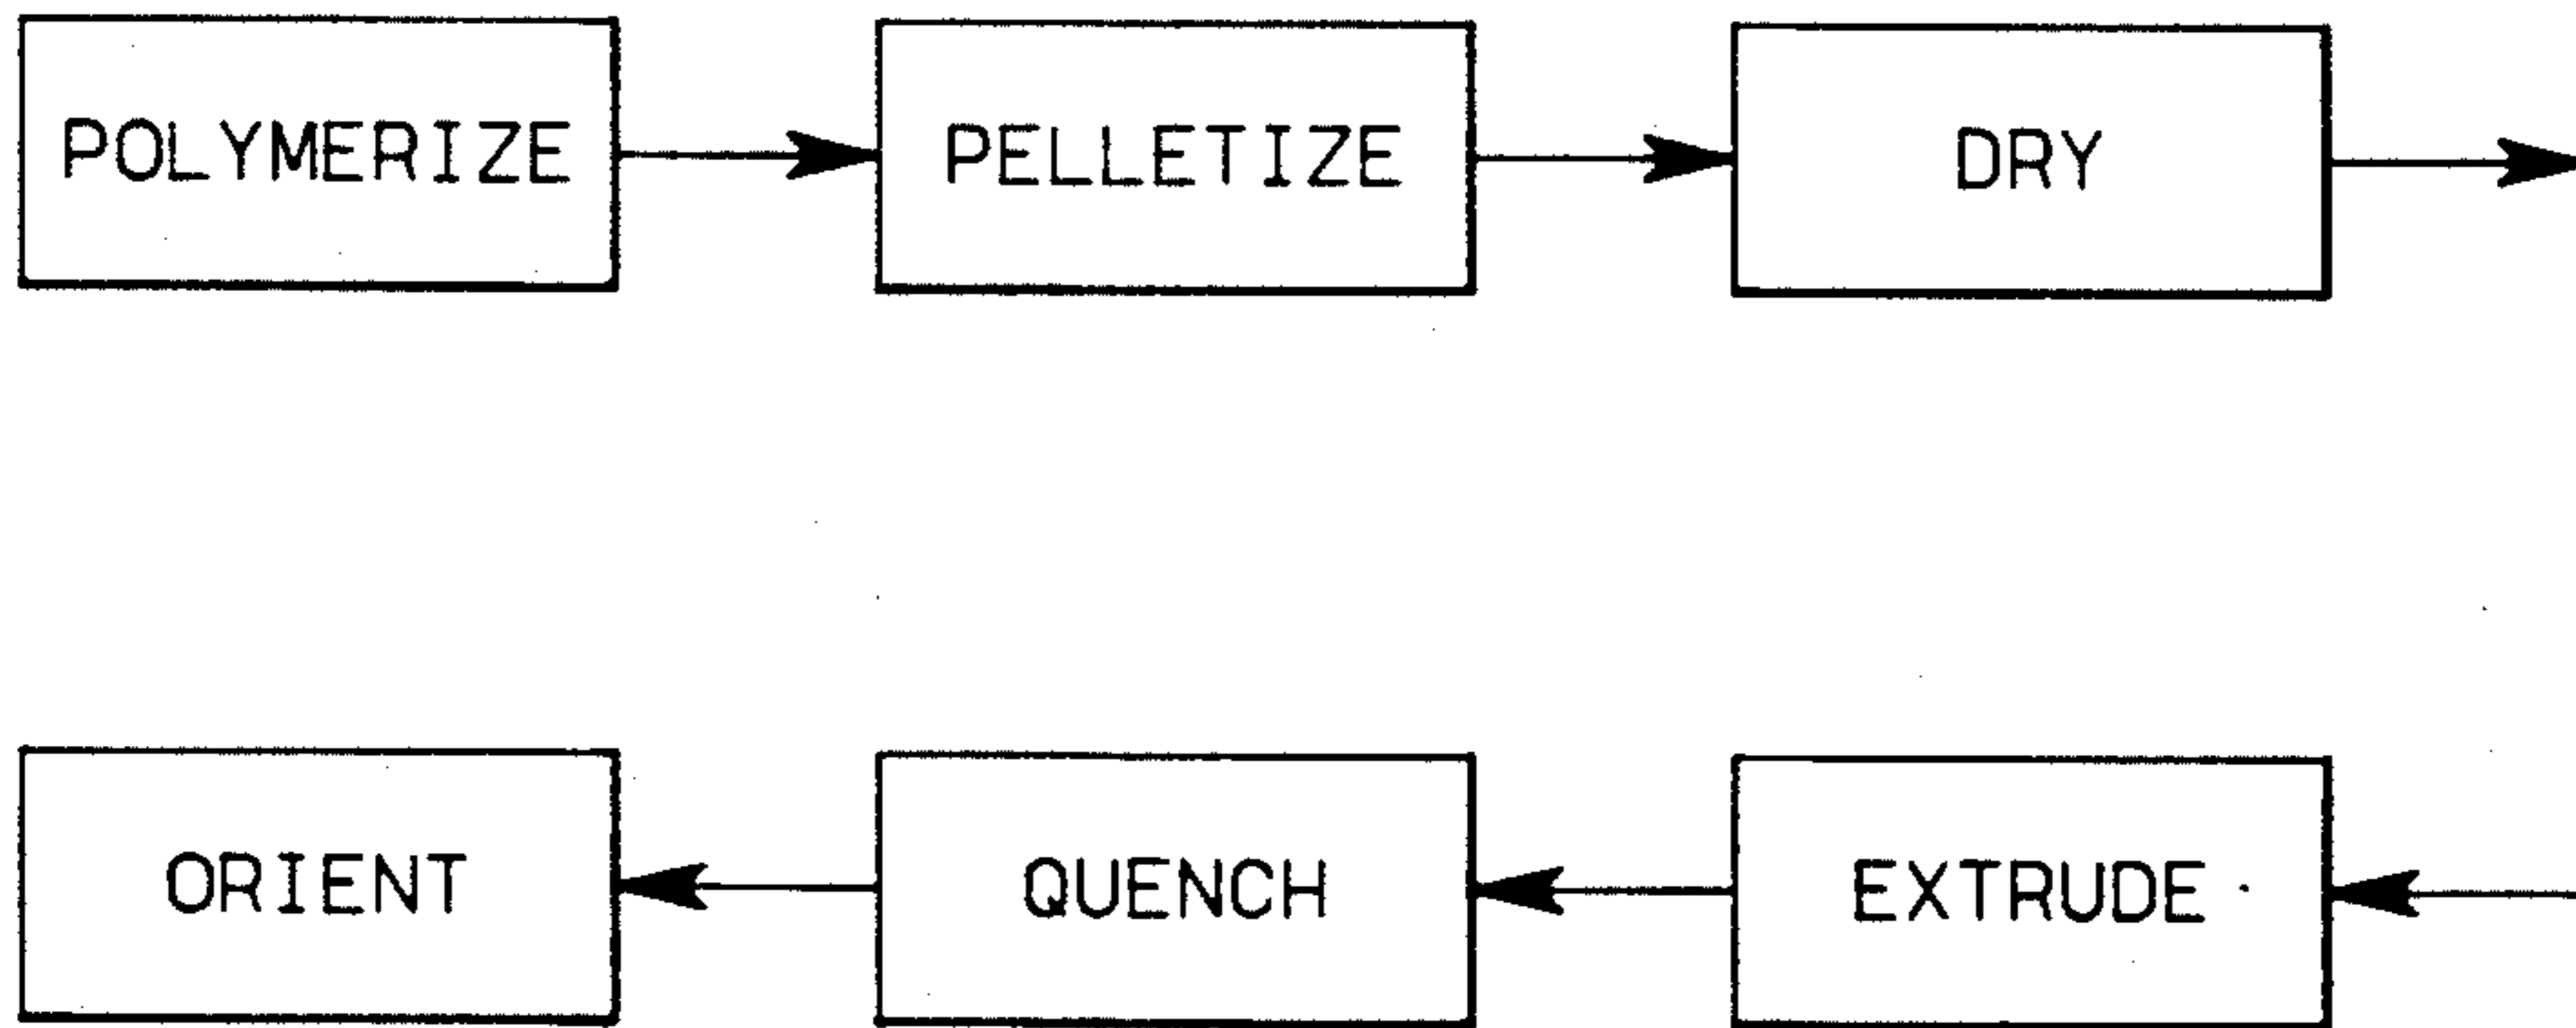 POLYMERIZE
PELLETIZE
DRY
EXTRUDE
QUENCH
ORIENT